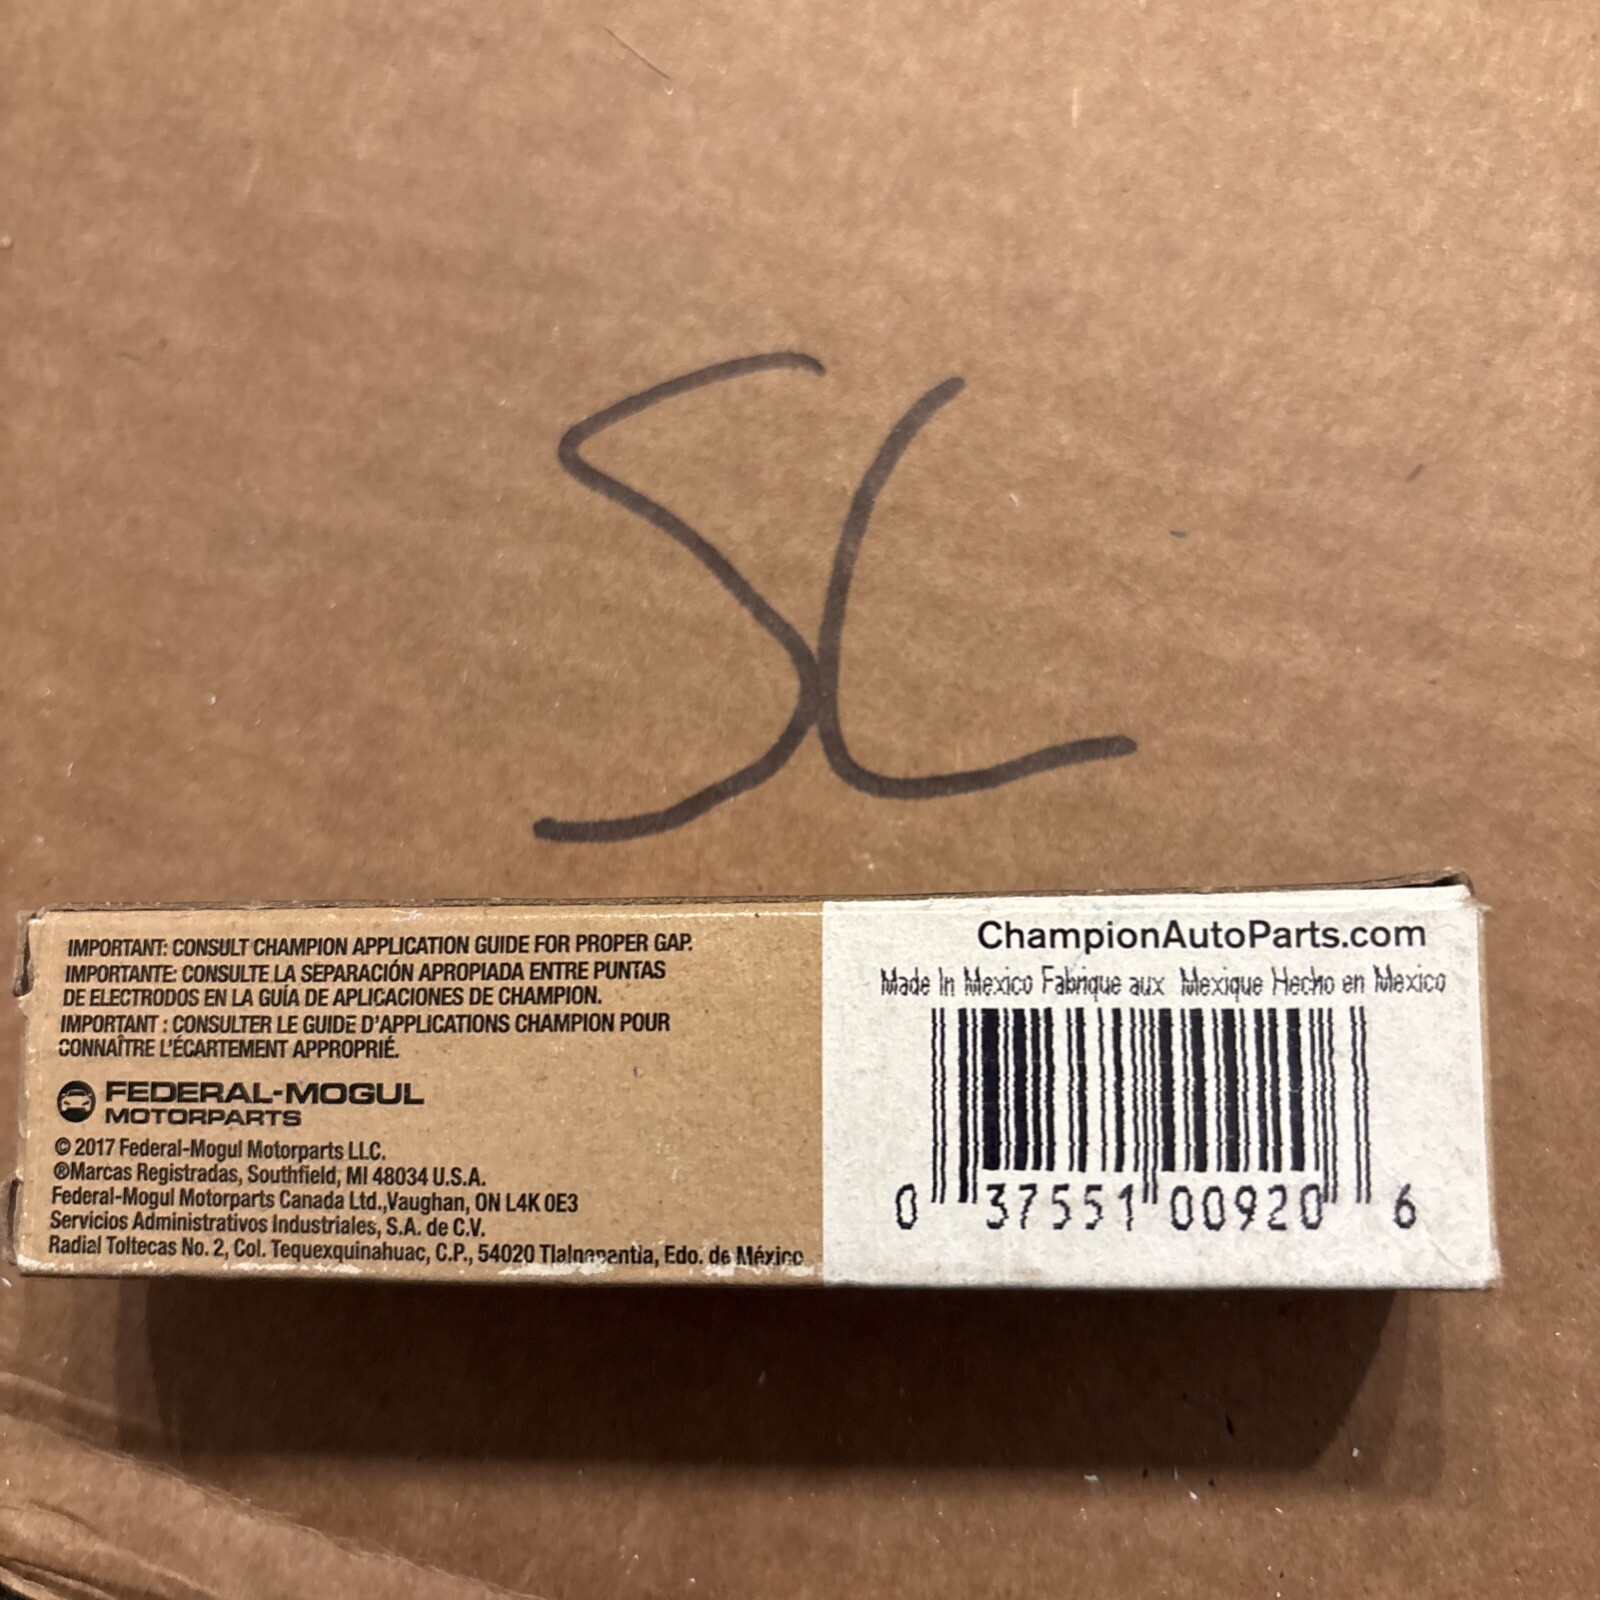 SL
IMPORTANT: CONSULT CHAMPION APPLICATION GUIDE FOR PROPER GAP.
IMPORTANTE: CONSULTE LA SEPARACIÓN APROPIADA ENTRE PUNTAS
DE ELECTRODOS EN LA GUÍA DE APLICACIONES DE CHAMPION.
IMPORTANT : CONSULTER LE GUIDE D'APPLICATIONS CHAMPION POUR
CONNAÎTRE L'ÉCARTEMENT APPROPRIÉ.
FEDERAL-MOGUL
MOTORPARTS
© 2017 Federal-Mogul Motorparts LLC.
®Marcas Registradas, Southfield, MI 48034 U.S.A.
Federal-Mogul Motorparts Canada Ltd.,Vaughan, ON L4K 0E3
Servicios Administrativos Industriales, S.A. de C.V.
Radial Toltecas No. 2, Col. Tequexquinahuac, C.P., 54020 Tlalnepantla, Edo. de México
ChampionAutoParts.com
Made In Mexico Fabrique aux Mexique Hecho en Mexico
0 37551 00920 6